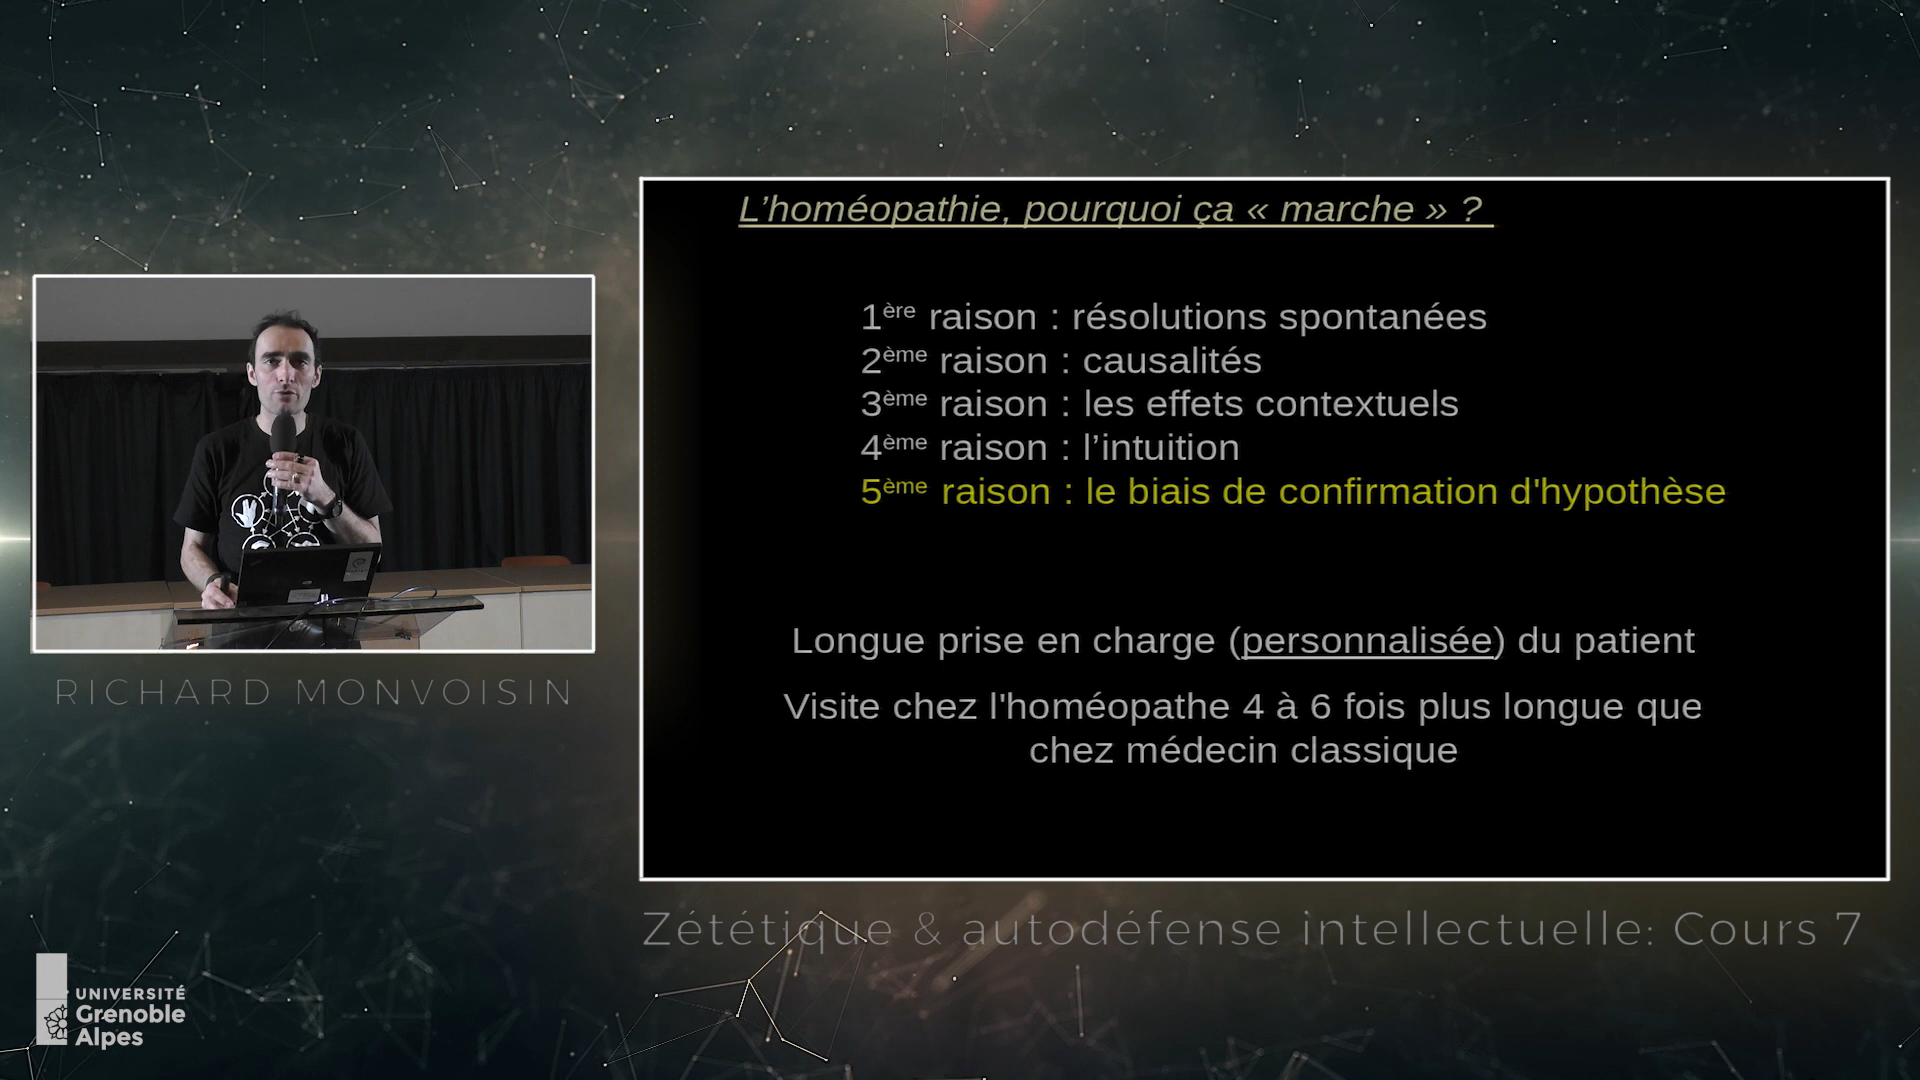 L’homéopathie, pourquoi ça « marche » ?
1ère raison : résolutions spontanées
2ème raison : causalités
3ème raison : les effets contextuels
4ème raison : l’intuition
5ème raison : le biais de confirmation d'hypothèse
Longue prise en charge (personnalisée) du patient
Visite chez l'homéopathe 4 à 6 fois plus longue que
chez médecin classique
RICHARD MONVOISIN
Zététique & autodéfense intellectuelle: Cours 7
UNIVERSITÉ
Grenoble
Alpes